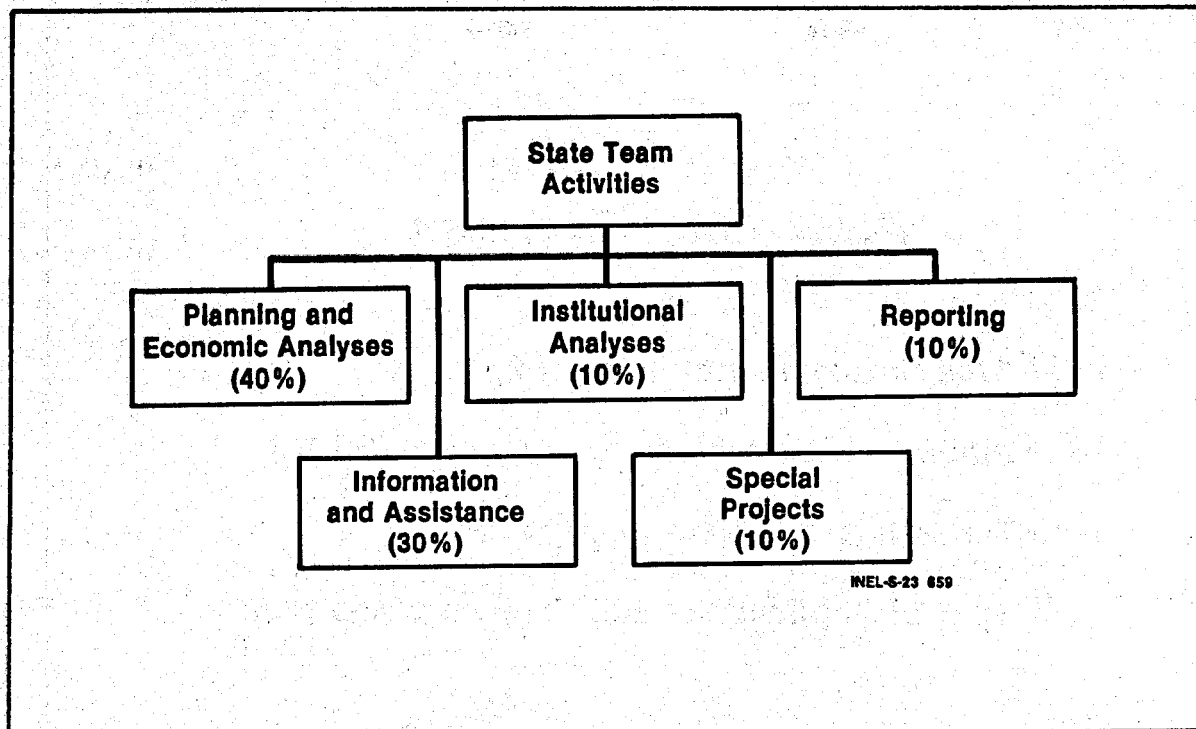 State Team
Activities
Planning and
Economic Analyses
(40%)
Institutional
Analyses
(10%)
Reporting
(10%)
Information
and Assistance
(30%)
Special
Projects
(10%)
INEL-S-23 659